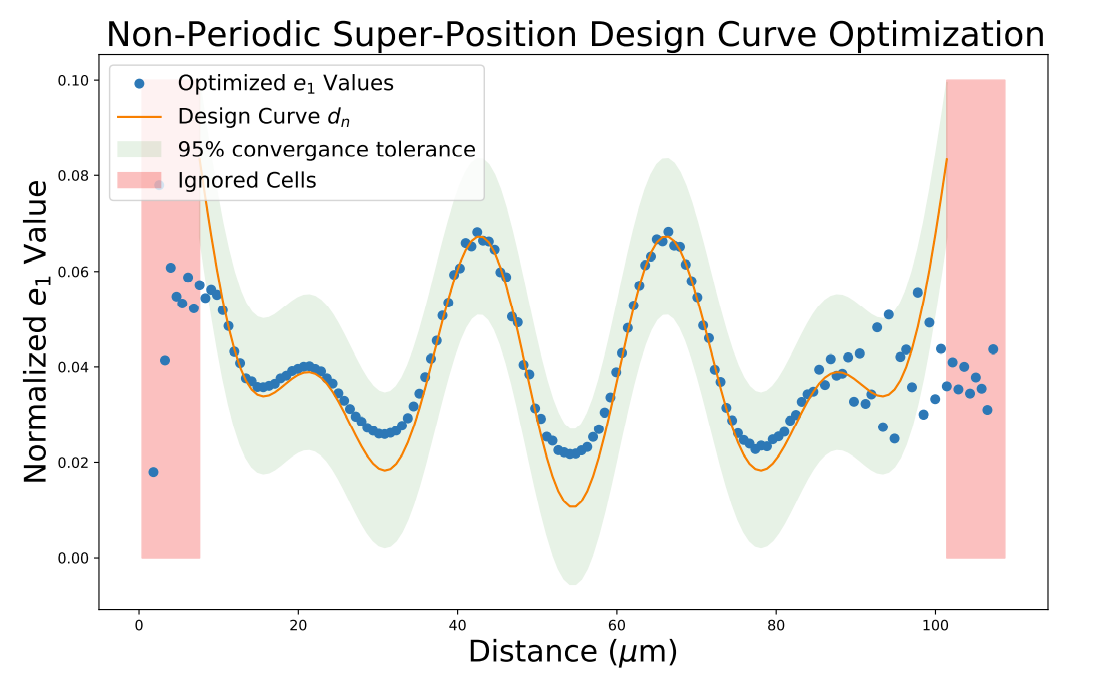 Non-Periodic Super-Position Design Curve Optimization
Optimized e₁ Values
Design Curve dₙ
95% convergance tolerance
Ignored Cells
Normalized e₁ Value
0.10
0.08
0.06
0.04
0.02
0.00
0 20 40 60 80 100
Distance (μm)